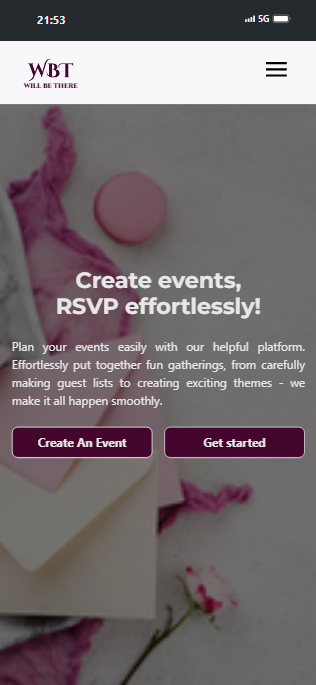 21:53
5G
WBT
WILL BE THERE
Create events,
RSVP effortlessly!
Plan your events easily with our helpful platform.
Effortlessly put together fun gatherings, from carefully
making guest lists to creating exciting themes - we
make it all happen smoothly.
Create An Event
Get started